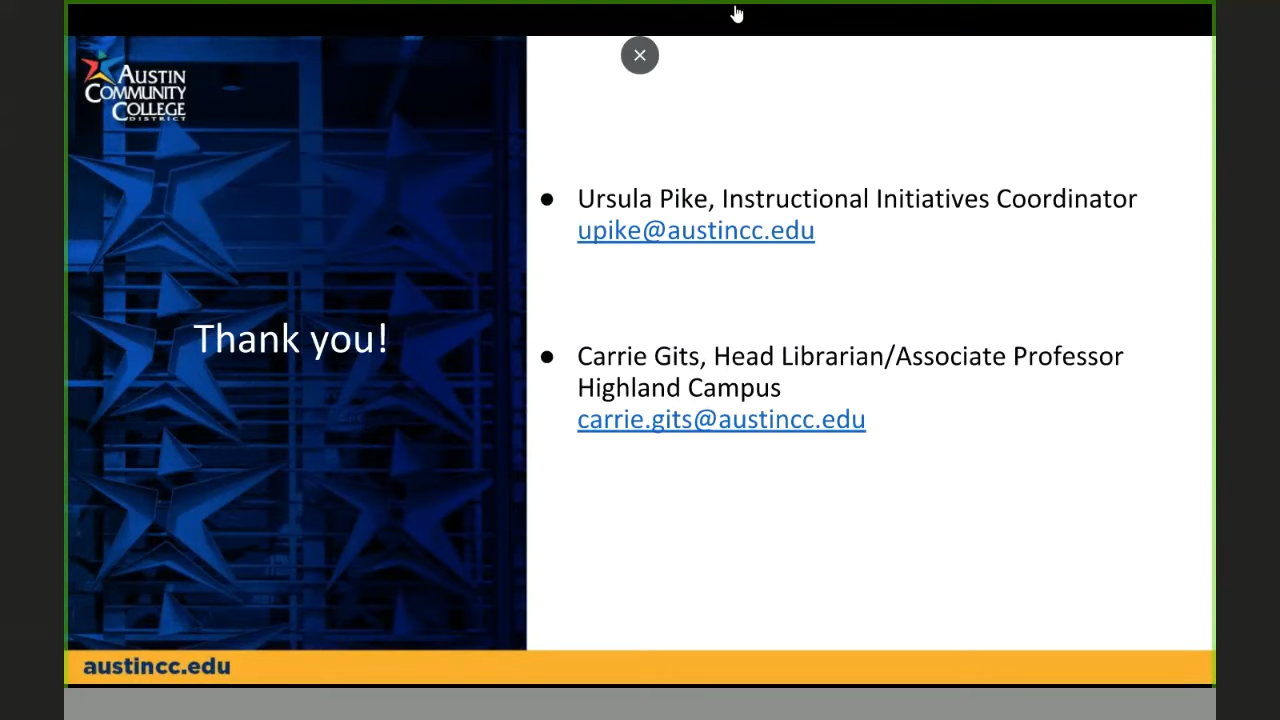 AUSTIN
COMMUNITY
COLLEGE
DISTRICT
Thank you!
● Ursula Pike, Instructional Initiatives Coordinator
upike@austincc.edu
● Carrie Gits, Head Librarian/Associate Professor
Highland Campus
carrie.gits@austincc.edu
austincc.edu